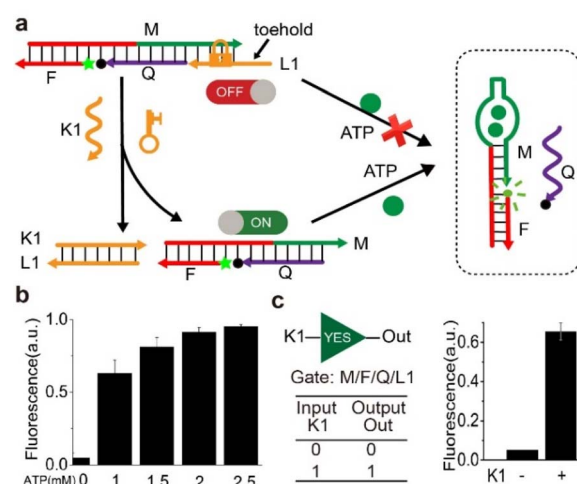 a
M
toehold
F
Q
L1
OFF
K1
ATP
ATP
M
Q
F
ON
K1
L1
M
F
Q
b
Fluorescence(a.u.)
1.0
0.5
0.0
ATP(mM) 0 1 1.5 2 2.5
c
K1 YES Out
Gate: M/F/Q/L1
Input Output
K1 Out
0 0
1 1
Fluorescence(a.u.)
0.6
0.4
0.2
0.0
K1 - +